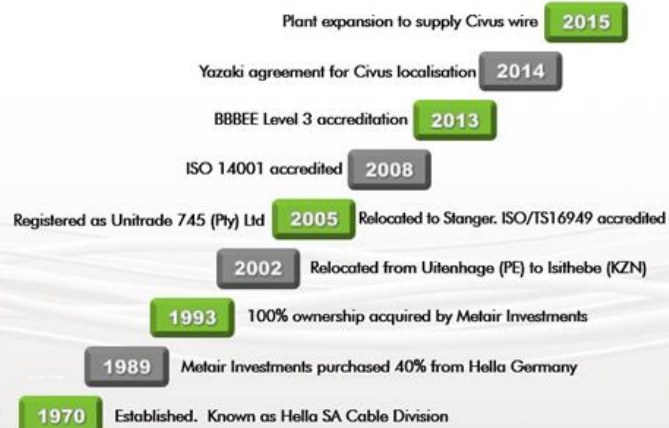 Plant expansion to supply Civus wire 2015
Yazaki agreement for Civus localisation 2014
BBBEE Level 3 accreditation 2013
ISO 14001 accredited 2008
Registered as Unitrade 745 (Pty) Ltd 2005 Relocated to Stanger. ISO/TS16949 accredited
2002 Relocated from Uitenhage (PE) to Isithebe (KZN)
1993 100% ownership acquired by Metair Investments
1989 Metair Investments purchased 40% from Hella Germany
1970 Established. Known as Hella SA Cable Division